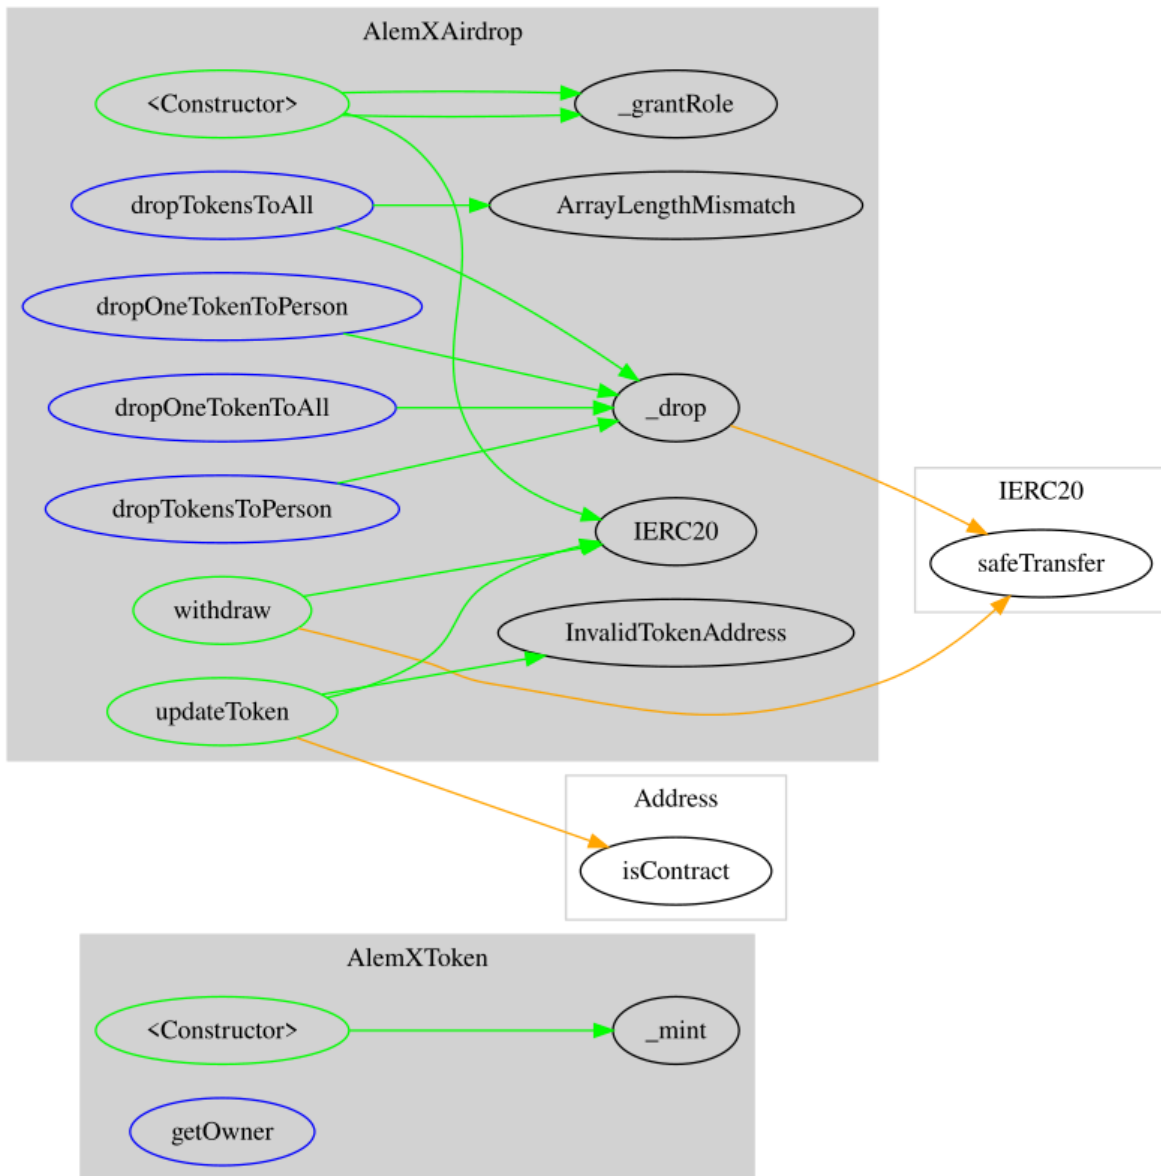 AlemXAirdrop
<Constructor>
_grantRole
dropTokensToAll
ArrayLengthMismatch
dropOneTokenToPerson
dropOneTokenToAll
_drop
dropTokensToPerson
IERC20
IERC20
safeTransfer
withdraw
InvalidTokenAddress
updateToken
Address
isContract
AlemXToken
<Constructor>
_mint
getOwner